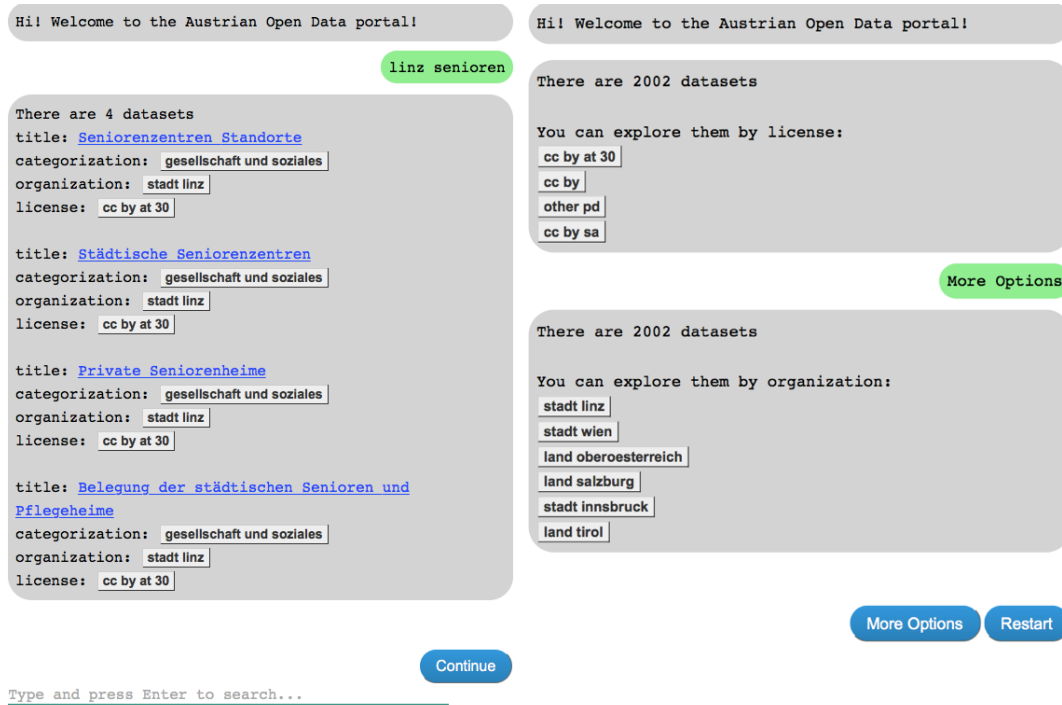 Hi! Welcome to the Austrian Open Data portal!
linz senioren
There are 4 datasets
title: Seniorenzentren Standorte
categorization: gesellschaft und soziales
organization: stadt linz
license: cc by at 30
title: Städtische Seniorenzentren
categorization: gesellschaft und soziales
organization: stadt linz
license: cc by at 30
title: Private Seniorenheime
categorization: gesellschaft und soziales
organization: stadt linz
license: cc by at 30
title: Belegung der städtischen Senioren und
Pflegeheime
categorization: gesellschaft und soziales
organization: stadt linz
license: cc by at 30
Continue
Type and press Enter to search...
Hi! Welcome to the Austrian Open Data portal!
There are 2002 datasets
You can explore them by license:
cc by at 30
cc by
other pd
cc by sa
More Options
There are 2002 datasets
You can explore them by organization:
stadt linz
stadt wien
land oberoesterreich
land salzburg
stadt innsbruck
land tirol
More Options Restart